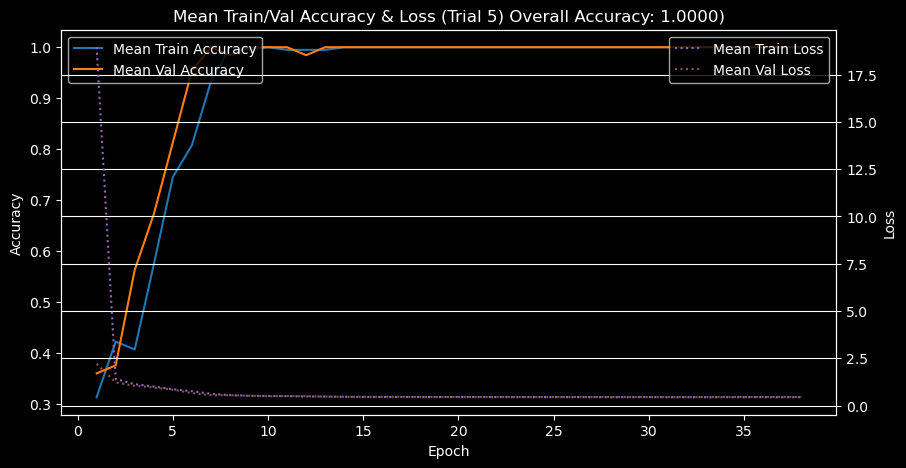 Mean Train/Val Accuracy & Loss (Trial 5) Overall Accuracy: 1.0000)
Mean Train Accuracy
Mean Val Accuracy
Mean Train Loss
Mean Val Loss
1.0
0.9
0.8
0.7
0.6
0.5
0.4
0.3
Accuracy
17.5
15.0
12.5
10.0
7.5
5.0
2.5
0.0
Loss
0 5 10 15 20 25 30 35
Epoch